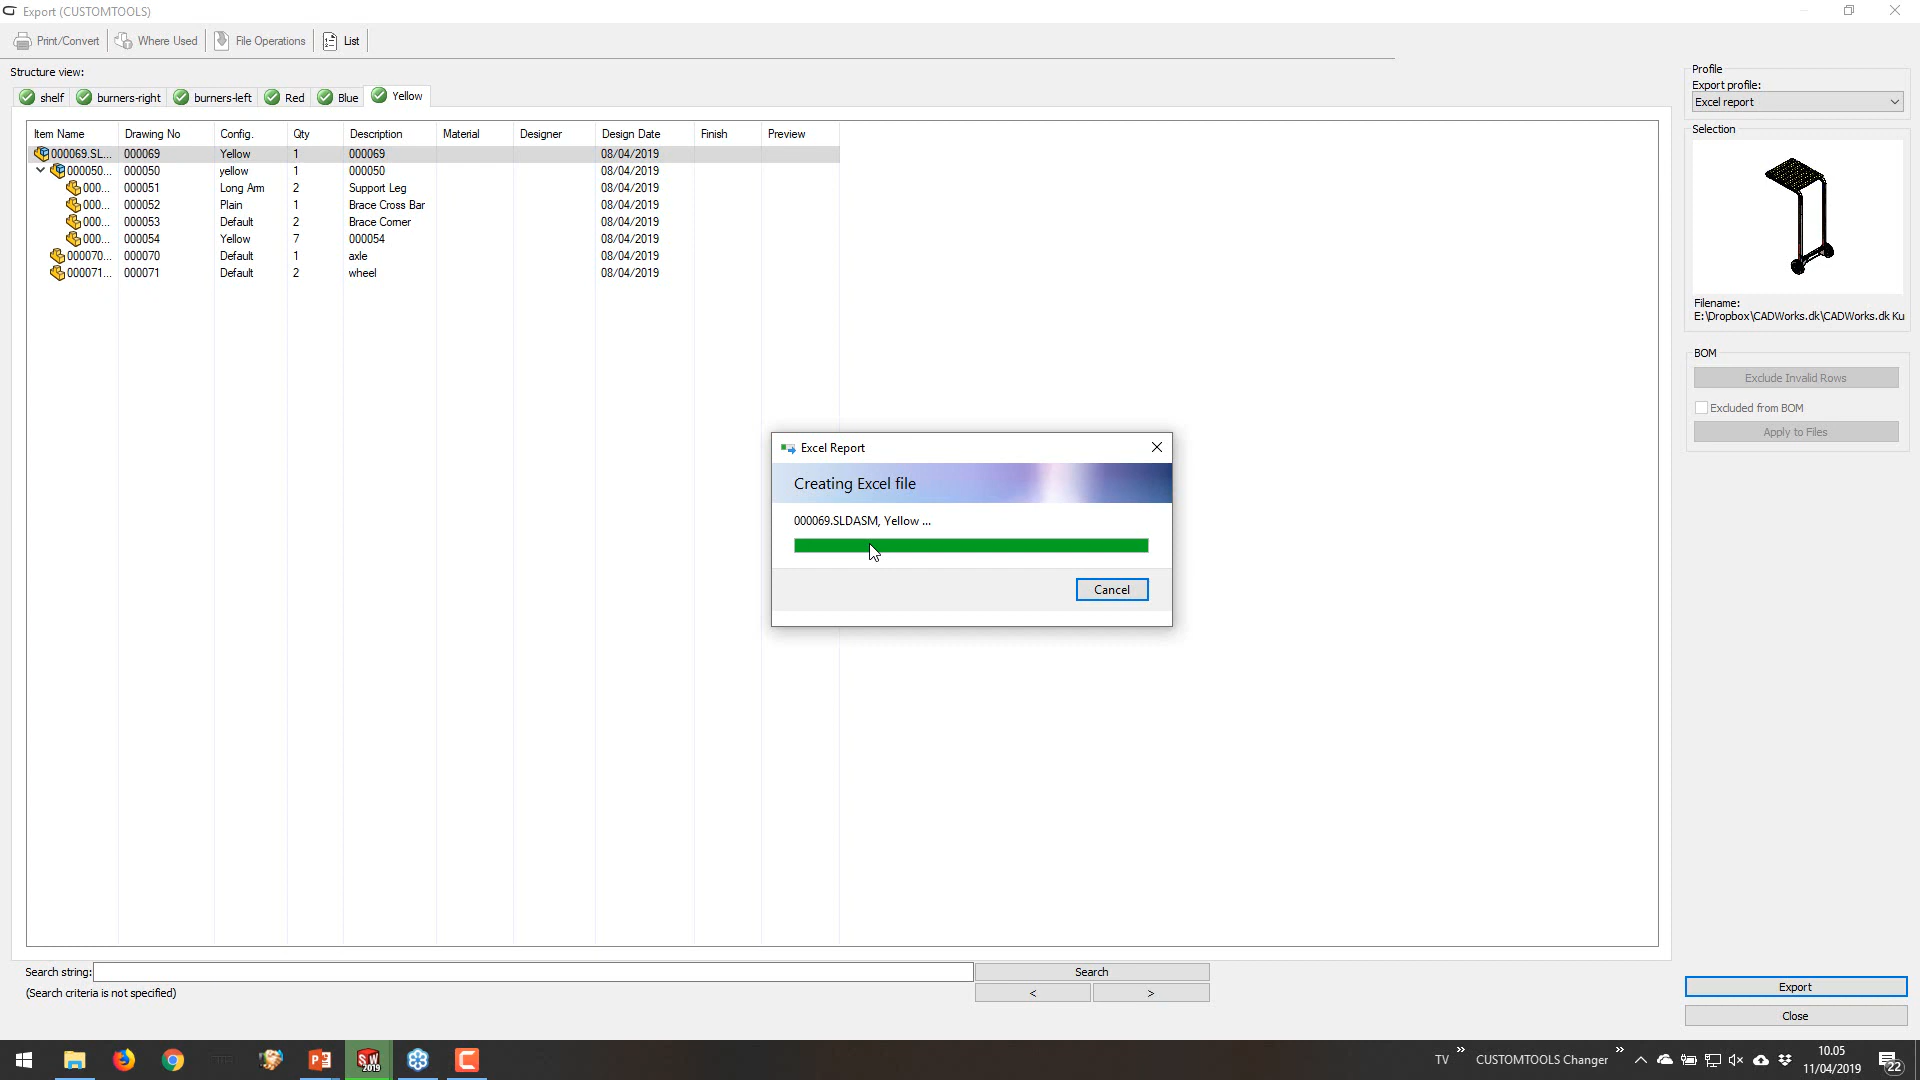 Export (CUSTOMTOOLS)
Print/Convert Where Used File Operations List
Structure view:
shelf burners-right burners-left Red Blue Yellow
Item Name Drawing No Config. Qty Description Material Designer Design Date Finish Preview
000069.SL... 000069 Yellow 1 000069 08/04/2019
000050... 000050 yellow 1 000050 08/04/2019
000... 000051 Long Arm 2 Support Leg 08/04/2019
000... 000052 Plain 1 Brace Cross Bar 08/04/2019
000... 000053 Default 2 Brace Corner 08/04/2019
000... 000054 Yellow 7 000054 08/04/2019
000070... 000070 Default 1 axle 08/04/2019
000071... 000071 Default 2 wheel 08/04/2019
Profile
Export profile:
Excel report
Selection
Filename:
E:\Dropbox\CADWorks.dk\CADWorks.dk Ku
BOM
Exclude Invalid Rows
Excluded from BOM
Apply to Files
Excel Report
Creating Excel file
000069.SLDASM, Yellow ...
Cancel
Search string: Search
(Search criteria is not specified) < >
Export
Close
SW 2019
TV » CUSTOMTOOLS Changer »
10.05
11/04/2019
22